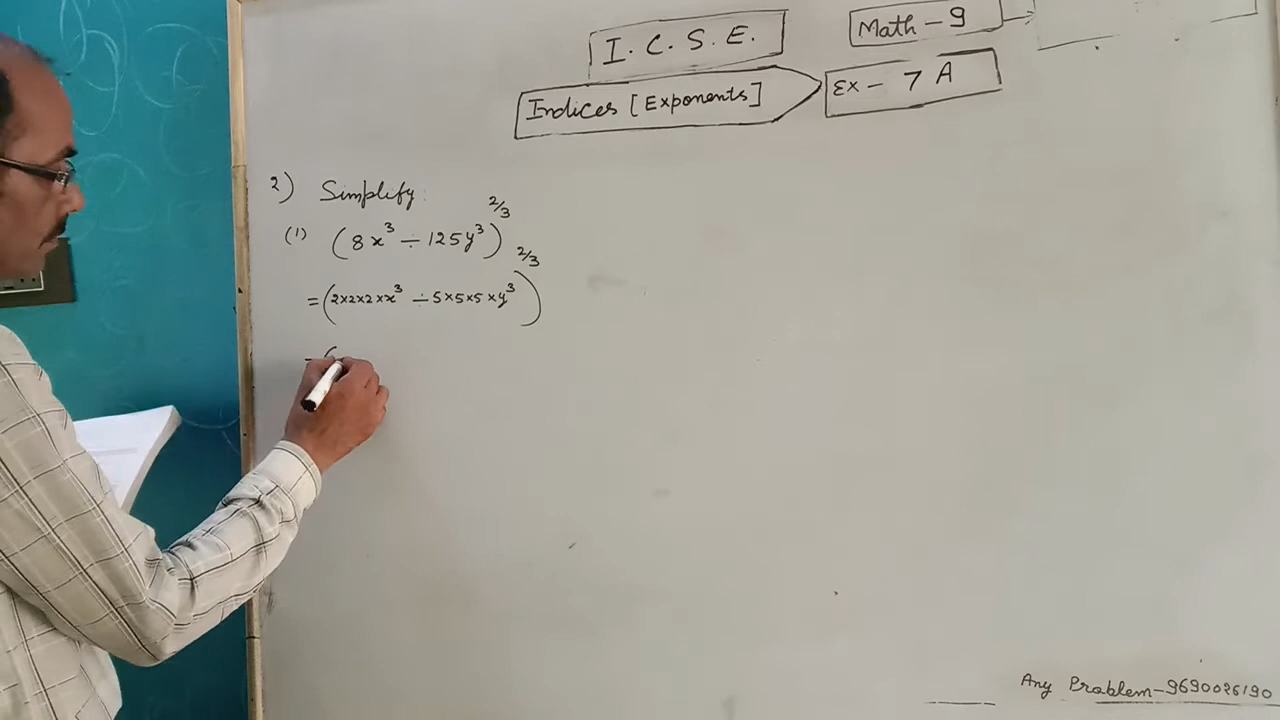 I. C. S. E.
Math - 9
Indices [Exponents]
Ex - 7 A
2) Simplify:
(1) (8x³ ÷ 125y³)^2/3
= (2×2×2×x³ ÷ 5×5×5×y³)^2/3
= (
Any Problem-9690026190